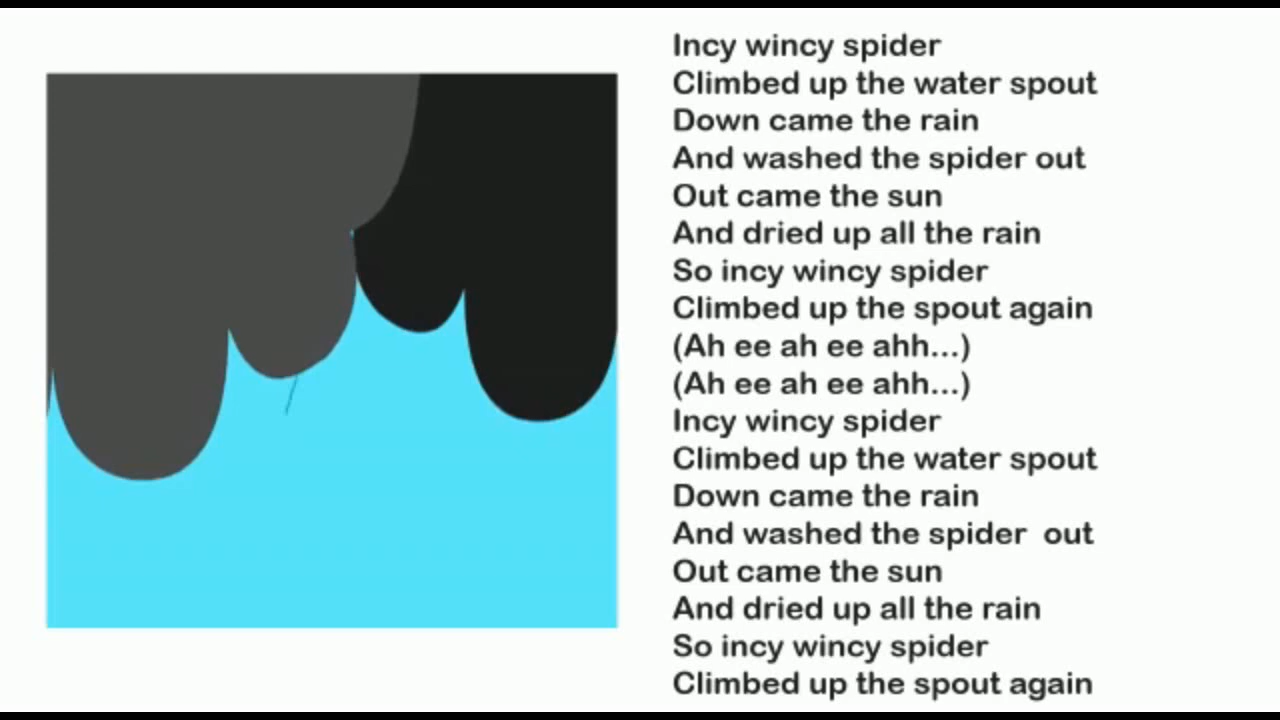 Incy wincy spider
Climbed up the water spout
Down came the rain
And washed the spider out
Out came the sun
And dried up all the rain
So incy wincy spider
Climbed up the spout again
(Ah ee ah ee ahh...)
(Ah ee ah ee ahh...)
Incy wincy spider
Climbed up the water spout
Down came the rain
And washed the spider  out
Out came the sun
And dried up all the rain
So incy wincy spider
Climbed up the spout again